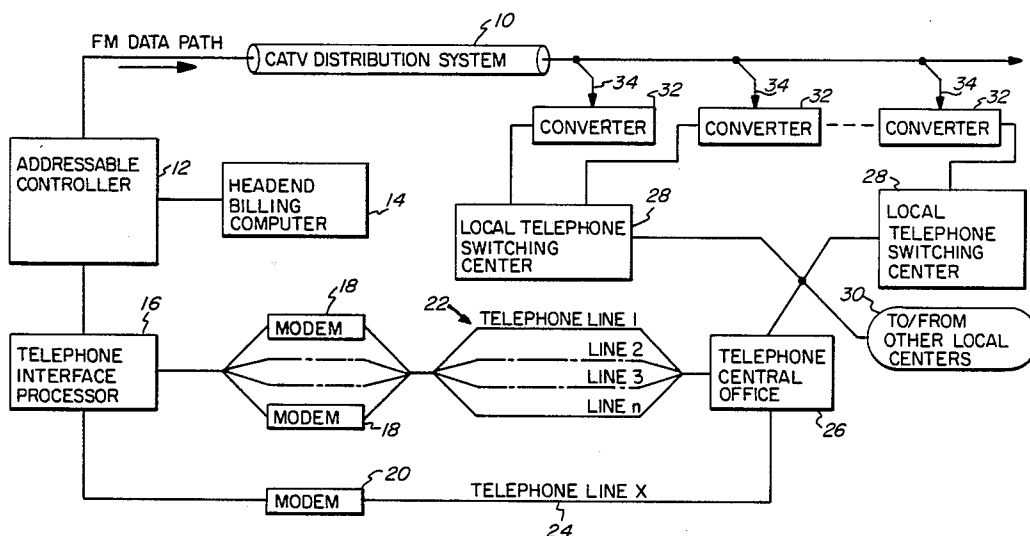 10
FM DATA PATH
CATV DISTRIBUTION SYSTEM
34
34
34
32
32
32
CONVERTER
CONVERTER
CONVERTER
12
ADDRESSABLE
CONTROLLER
HEADEND
BILLING
COMPUTER
14
28
LOCAL TELEPHONE
SWITCHING
CENTER
28
LOCAL
TELEPHONE
SWITCHING
CENTER
16
TELEPHONE
INTERFACE
PROCESSOR
18
MODEM
MODEM
18
22
TELEPHONE LINE 1
LINE 2
LINE 3
LINE n
TELEPHONE
CENTRAL
OFFICE
26
30
TO/FROM
OTHER LOCAL
CENTERS
20
MODEM
TELEPHONE LINE X
24